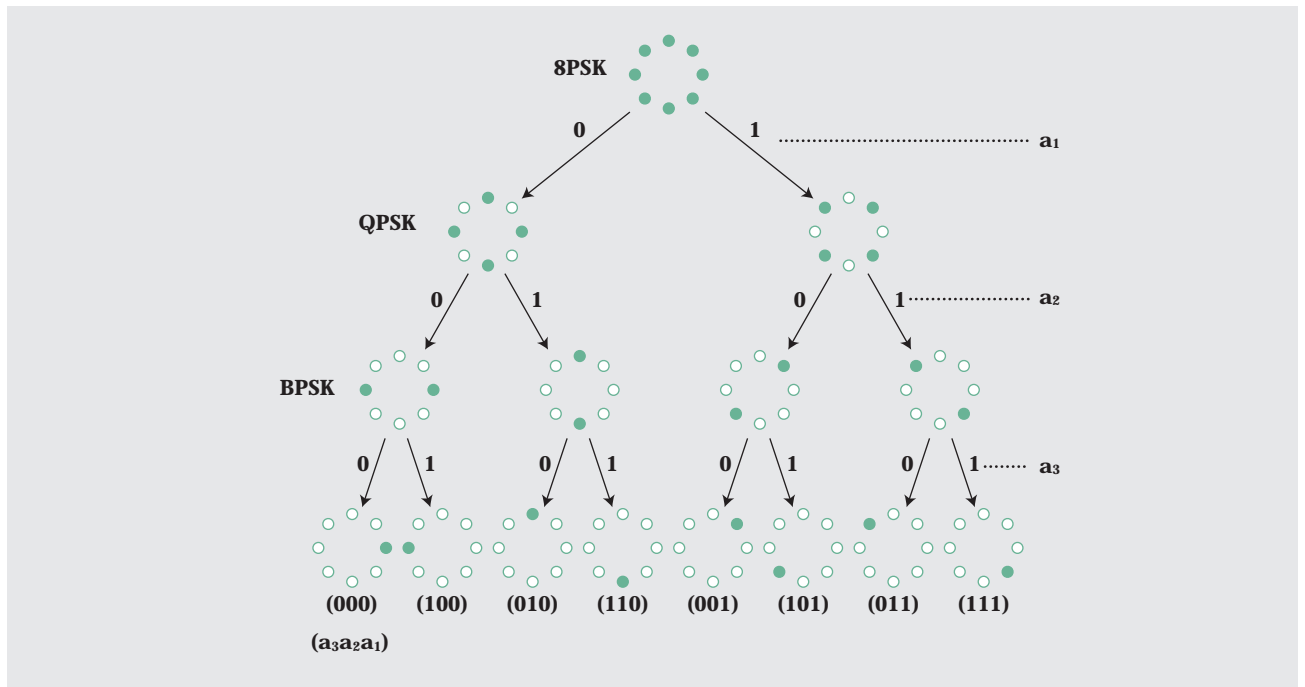 8PSK
0 1 a₁
QPSK
0 1 0 1 a₂
BPSK
0 1 0 1 0 1 0 1 a₃
(000) (100) (010) (110) (001) (101) (011) (111)
(a₃a₂a₁)